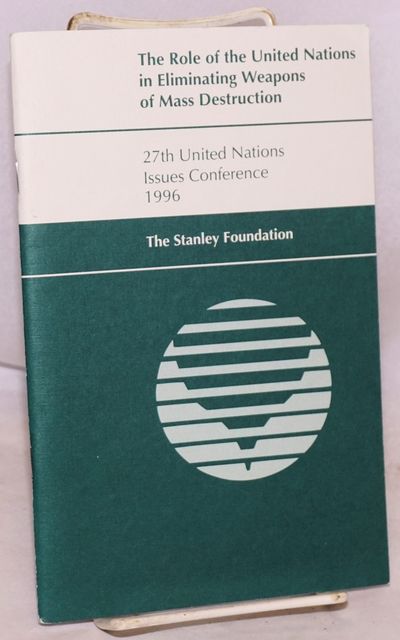 The Role of the United Nations
in Eliminating Weapons
of Mass Destruction
27th United Nations
Issues Conference
1996
The Stanley Foundation